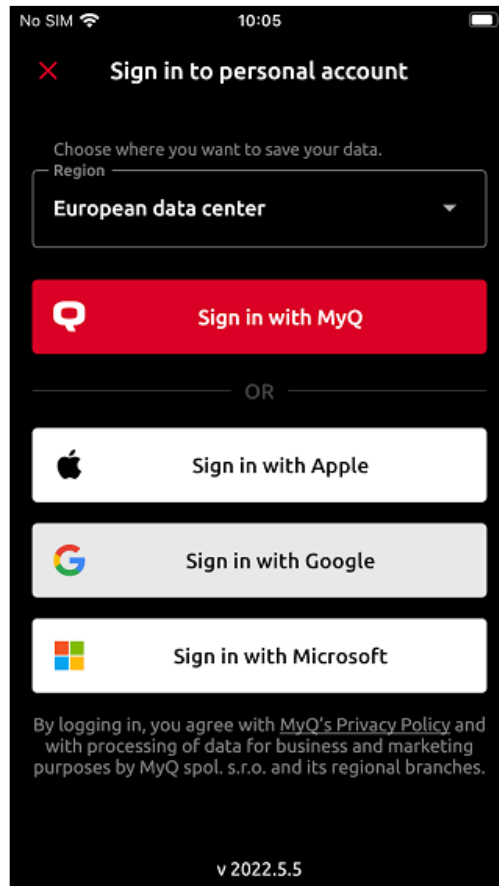 No SIM 10:05
Sign in to personal account
Choose where you want to save your data.
Region
European data center
Sign in with MyQ
OR
Sign in with Apple
Sign in with Google
Sign in with Microsoft
By logging in, you agree with MyQ's Privacy Policy and
with processing of data for business and marketing
purposes by MyQ spol. s.r.o. and its regional branches.
v 2022.5.5